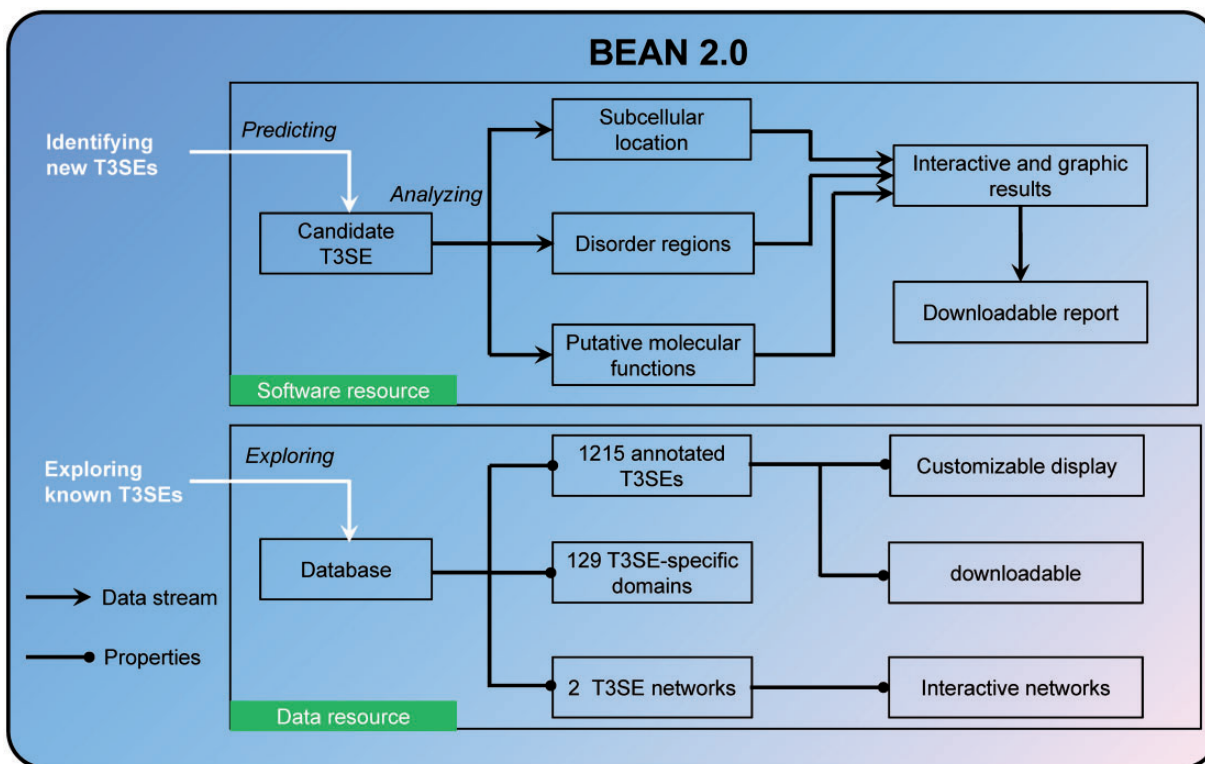 BEAN 2.0
Identifying
new T3SEs
Predicting
Analyzing
Candidate
T3SE
Subcellular
location
Disorder regions
Putative molecular
functions
Interactive and graphic
results
Downloadable report
Software resource
Exploring
known T3SEs
Exploring
Database
1215 annotated
T3SEs
129 T3SE-specific
domains
2 T3SE networks
Customizable display
downloadable
Interactive networks
Data stream
Properties
Data resource